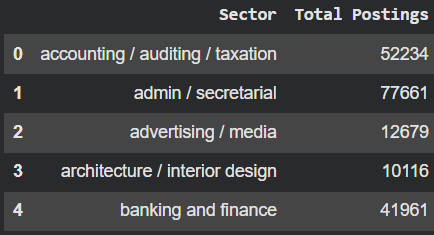 Sector Total Postings
0 accounting / auditing / taxation 52234
1 admin / secretarial 77661
2 advertising / media 12679
3 architecture / interior design 10116
4 banking and finance 41961